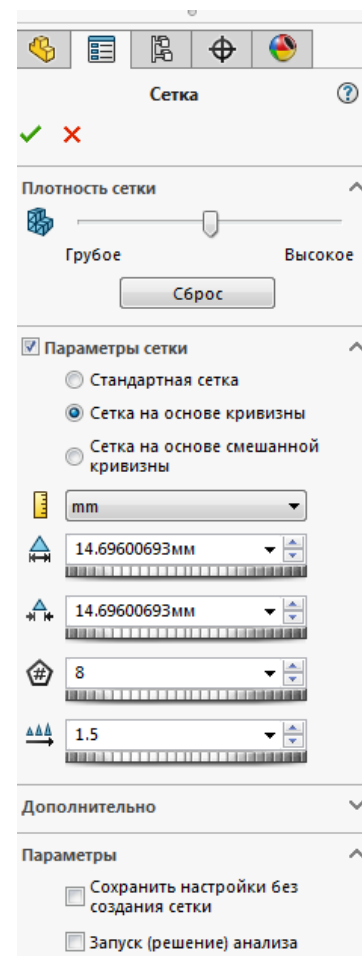 Сетка
Плотность сетки
Грубое Высокое
Сброс
Параметры сетки
Стандартная сетка
Сетка на основе кривизны
Сетка на основе смешанной
кривизны
mm
14.69600693мм
14.69600693мм
8
1.5
Дополнительно
Параметры
Сохранить настройки без
создания сетки
Запуск (решение) анализа